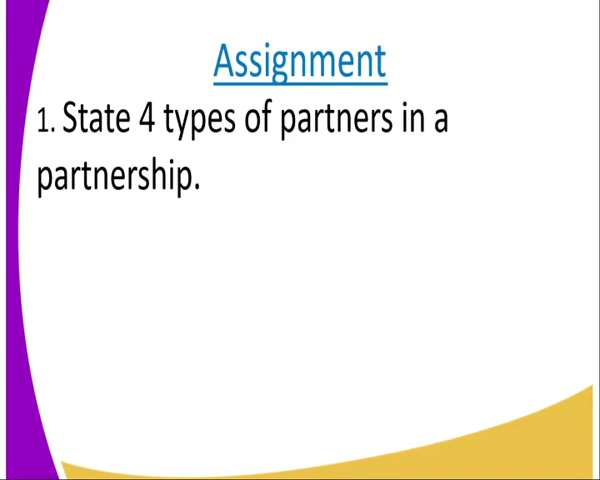 Assignment
1. State 4 types of partners in a
partnership.